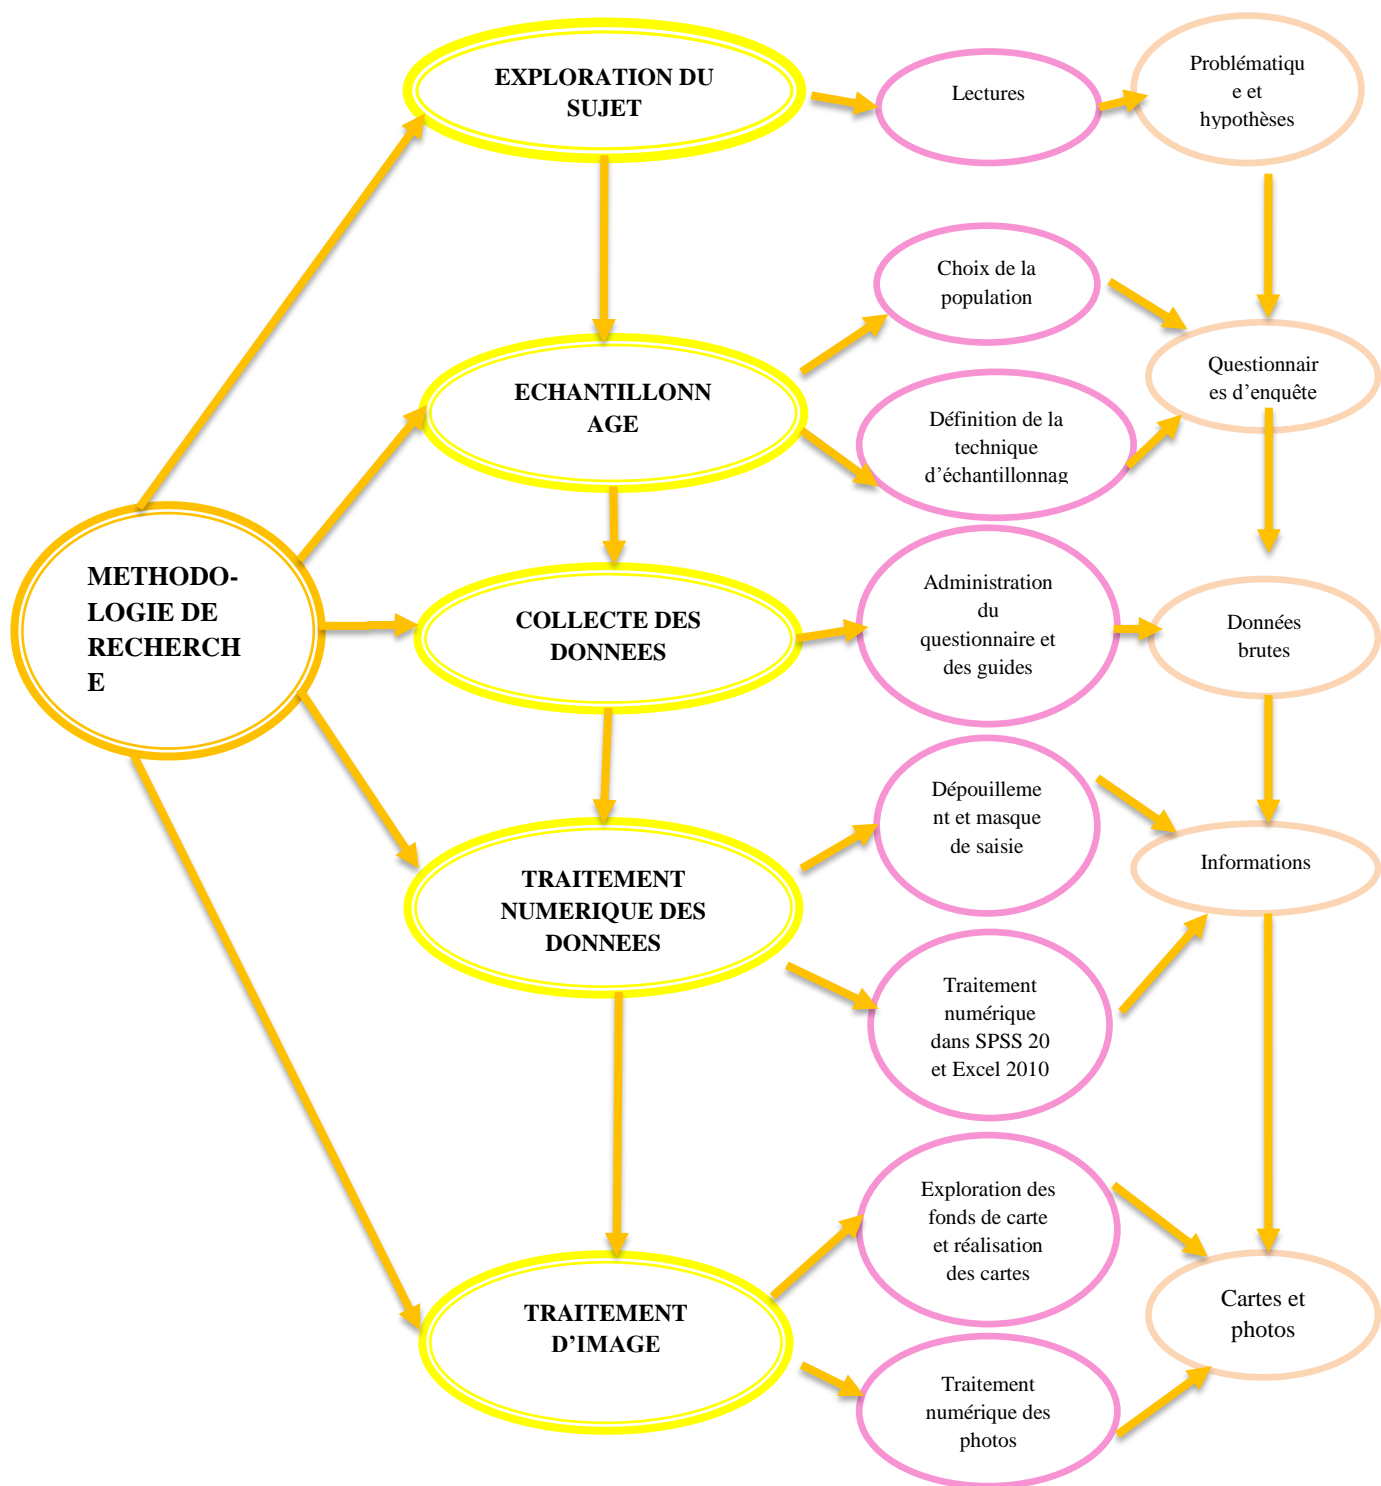 EXPLORATION DU
SUJET
Lectures
Problématiqu
e et
hypothèses
Choix de la
population
ECHANTILLONN
AGE
Questionnair
es d’enquête
Définition de la
technique
d’échantillonnag
METHODO-
LOGIE DE
RECHERCH
E
COLLECTE DES
DONNEES
Administration
du
questionnaire et
des guides
Données
brutes
TRAITEMENT
NUMERIQUE DES
DONNEES
Dépouilleme
nt et masque
de saisie
Informations
Traitement
numérique
dans SPSS 20
et Excel 2010
Exploration des
fonds de carte
et réalisation
des cartes
TRAITEMENT
D’IMAGE
Cartes et
photos
Traitement
numérique des
photos